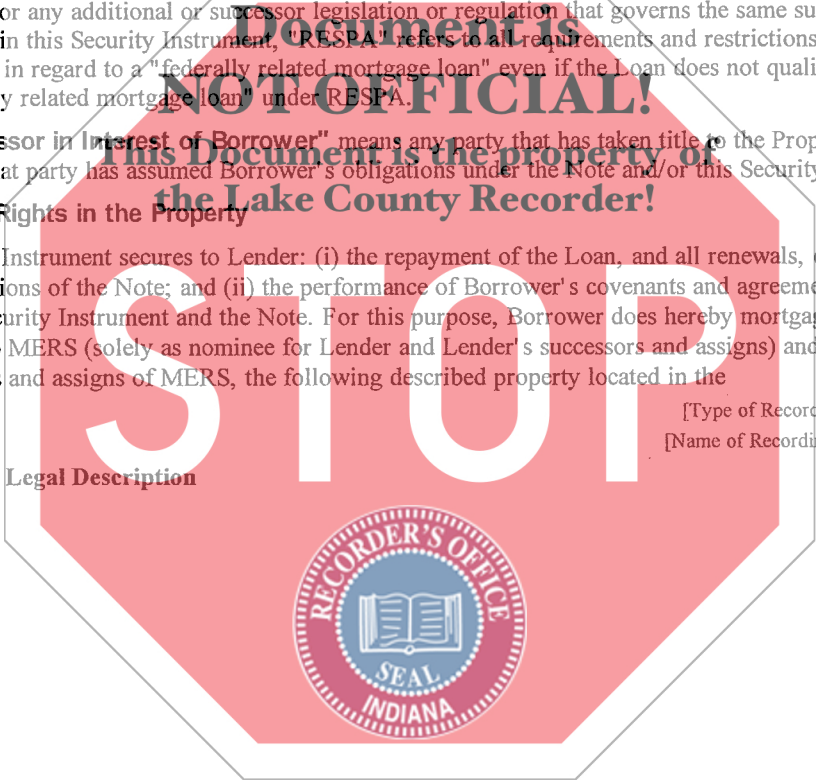 or any additional or successor legislation or regulation that governs the same su
Document is
in this Security Instrument, "RESPA" refers to all requirements and restrictions
in regard to a "federally related mortgage loan" even if the Loan does not quali
NOT OFFICIAL!
y related mortgage loan" under RESPA.
ssor in Interest of Borrower" means any party that has taken title to the Prop
This Document is the property of
at party has assumed Borrower's obligations under the Note and/or this Security
the Lake County Recorder!
Rights in the Property
Instrument secures to Lender: (i) the repayment of the Loan, and all renewals,
ions of the Note; and (ii) the performance of Borrower's covenants and agreeme
curity Instrument and the Note. For this purpose, Borrower does hereby mortga
MERS (solely as nominee for Lender and Lender's successors and assigns) and
s and assigns of MERS, the following described property located in the
STOP
[Type of Record
[Name of Recordi
Legal Description
RECORDER'S OFFICE
SEAL
INDIANA